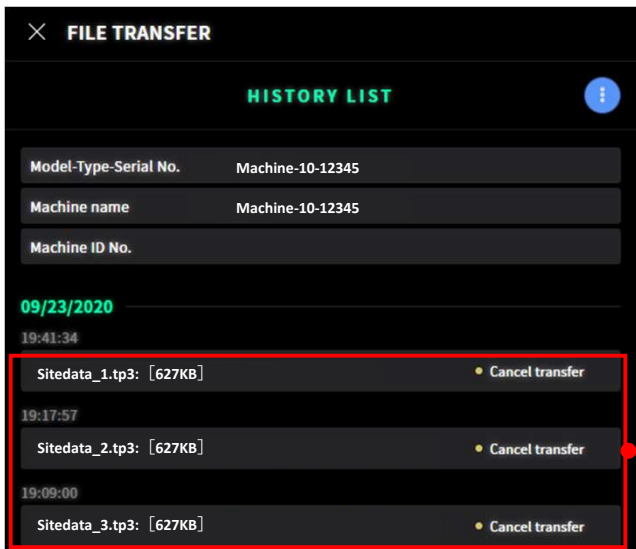 FILE TRANSFER
HISTORY LIST
Model-Type-Serial No. Machine-10-12345
Machine name Machine-10-12345
Machine ID No.
09/23/2020
19:41:34
Sitedata_1.tp3:［627KB］ Cancel transfer
19:17:57
Sitedata_2.tp3:［627KB］ Cancel transfer
19:09:00
Sitedata_3.tp3:［627KB］ Cancel transfer